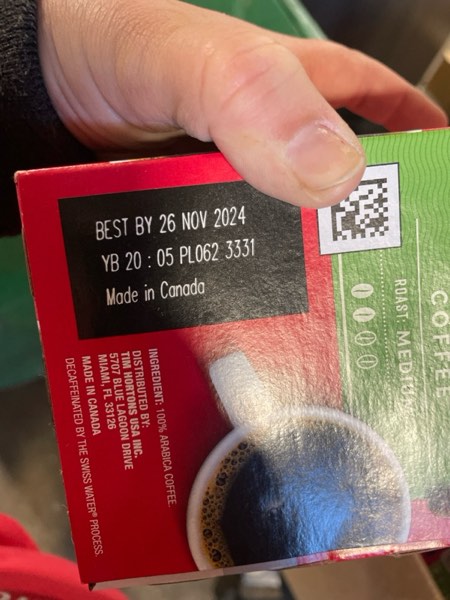 BEST BY 26 NOV 2024
YB 20 : 05 PL062 3331
Made in Canada
INGREDIENT: 100% ARABICA COFFEE
DISTRIBUTED BY:
TIM HORTONS USA INC.
5707 BLUE LAGOON DRIVE
MIAMI, FL 33126
MADE IN CANADA
DECAFFEINATED BY THE SWISS WATER® PROCESS
COFFEE
ROAST: